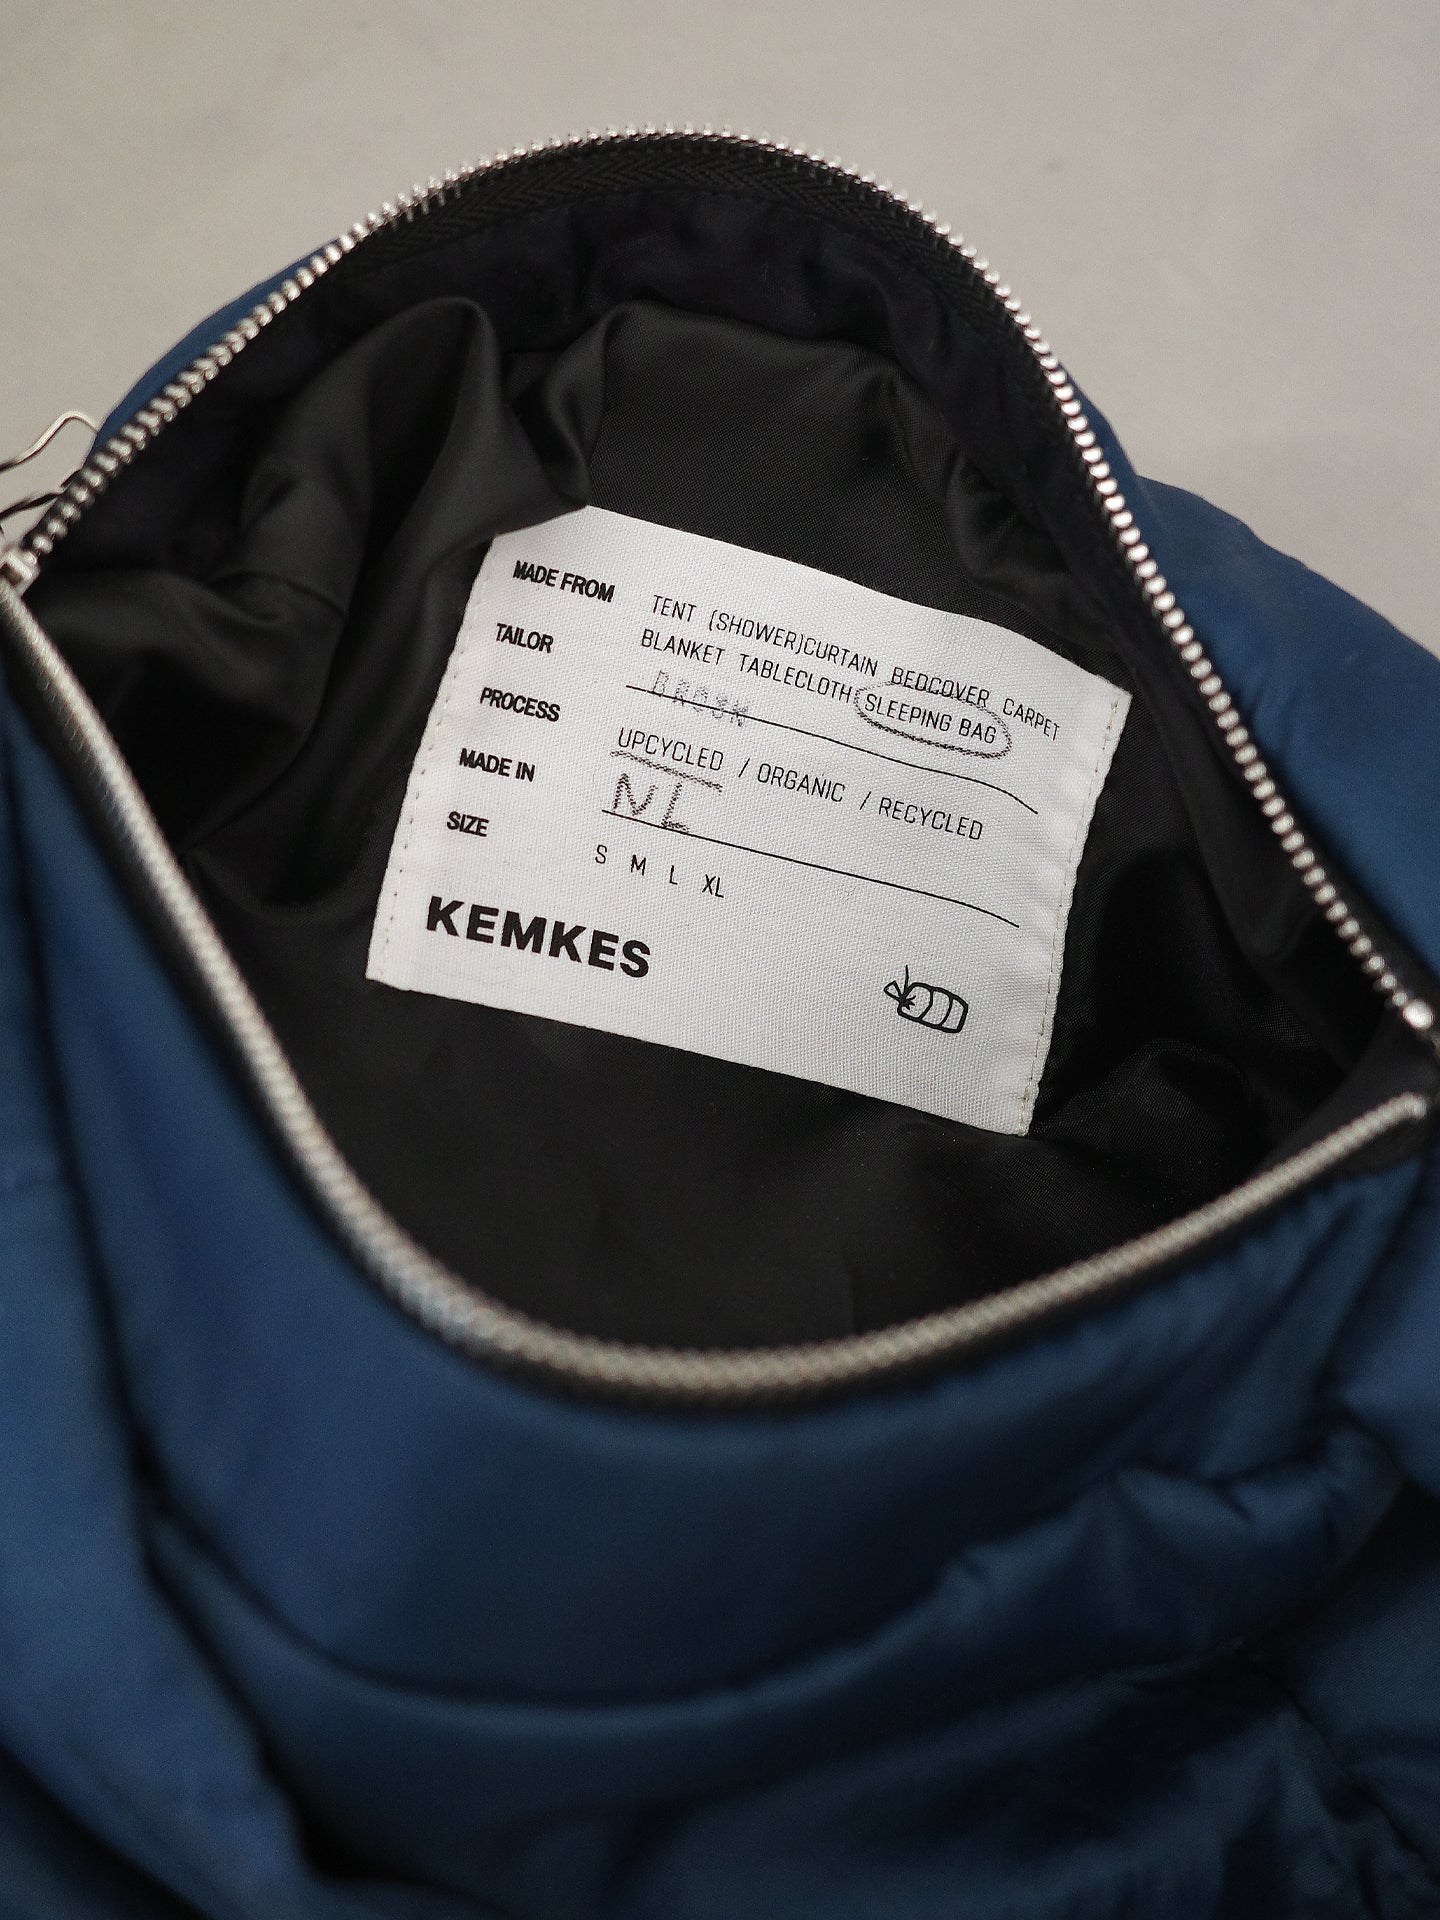 MADE FROM TENT (SHOWER)CURTAIN BEDCOVER CARPET
BLANKET TABLECLOTH SLEEPING BAG
TAILOR
PROCESS UPCYCLED / ORGANIC / RECYCLED
MADE IN NL
SIZE S M L XL
KEMKES